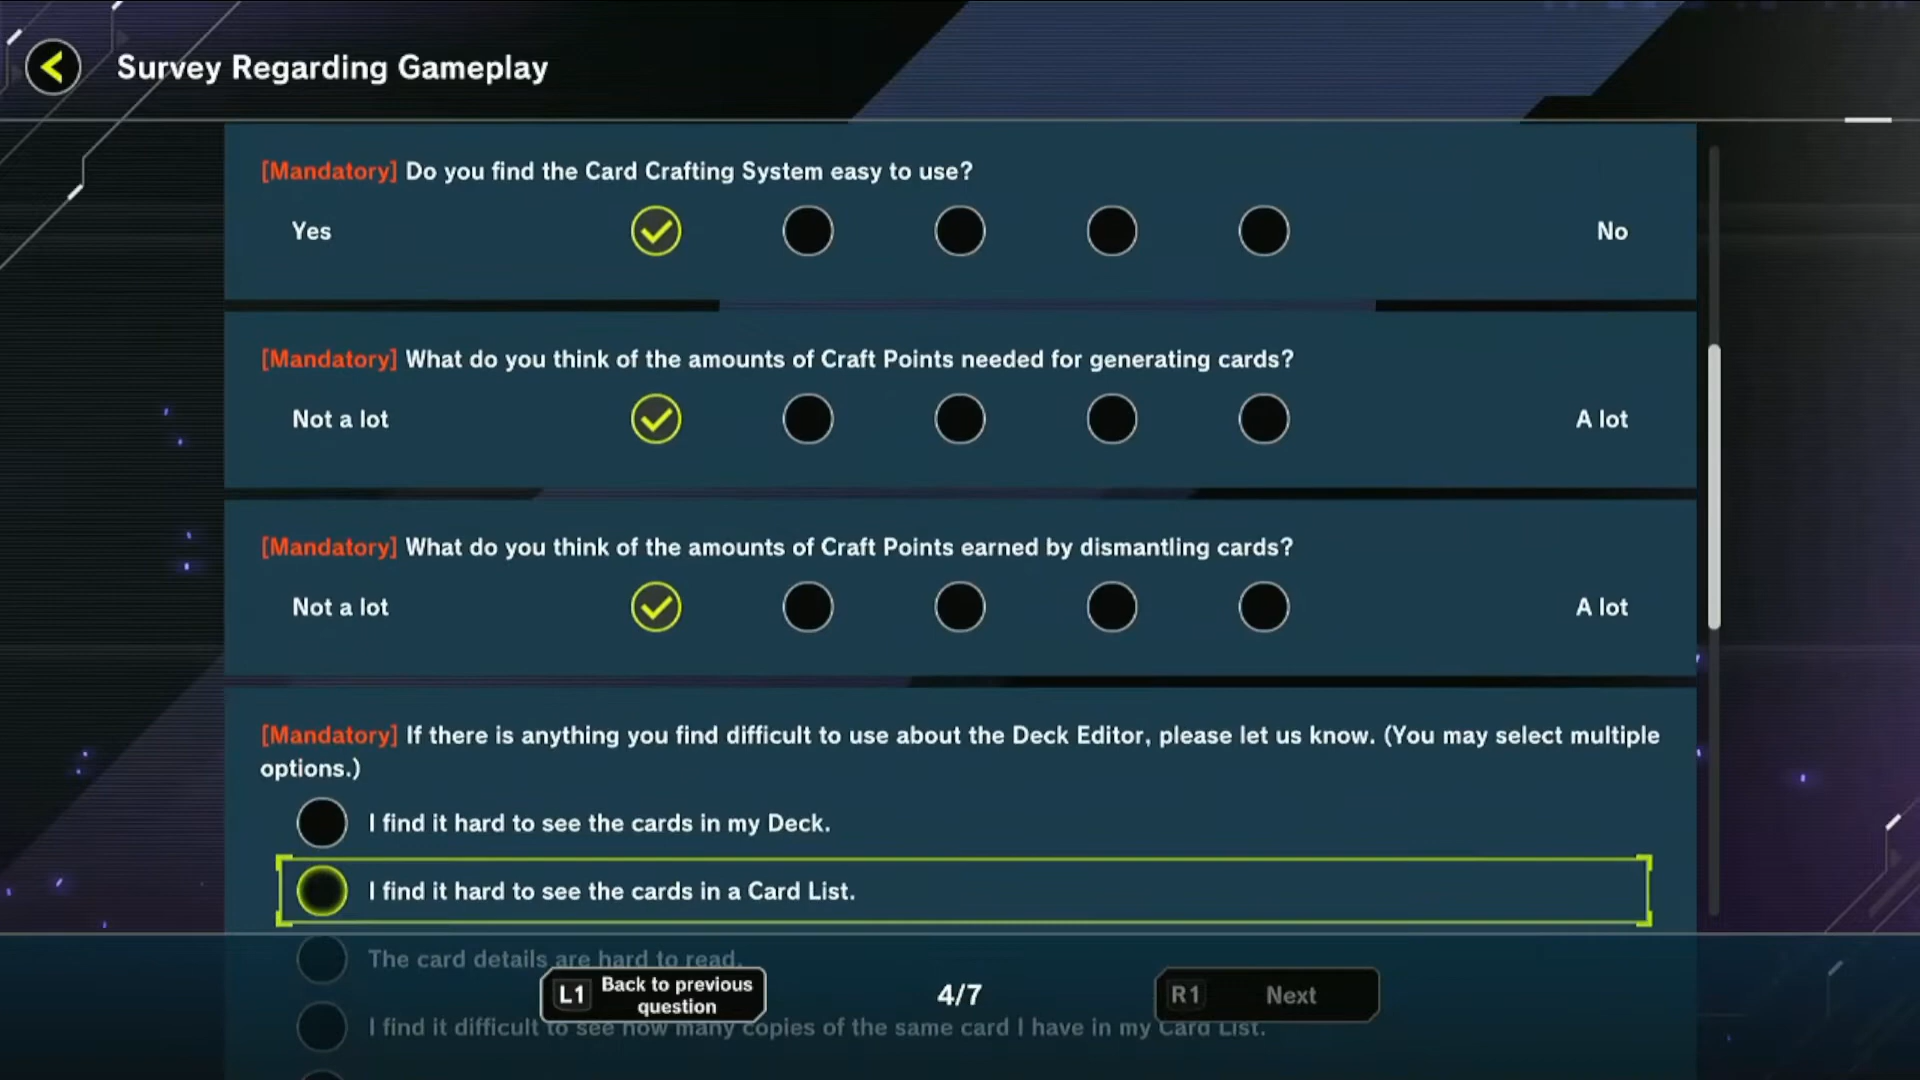 Survey Regarding Gameplay
[Mandatory] Do you find the Card Crafting System easy to use?
Yes
No
[Mandatory] What do you think of the amounts of Craft Points needed for generating cards?
Not a lot
A lot
[Mandatory] What do you think of the amounts of Craft Points earned by dismantling cards?
Not a lot
A lot
[Mandatory] If there is anything you find difficult to use about the Deck Editor, please let us know. (You may select multiple
options.)
I find it hard to see the cards in my Deck.
I find it hard to see the cards in a Card List.
The card details are hard to read.
L1 Back to previous
question
4/7
R1 Next
I find it difficult to see how many copies of the same card I have in my Card List.